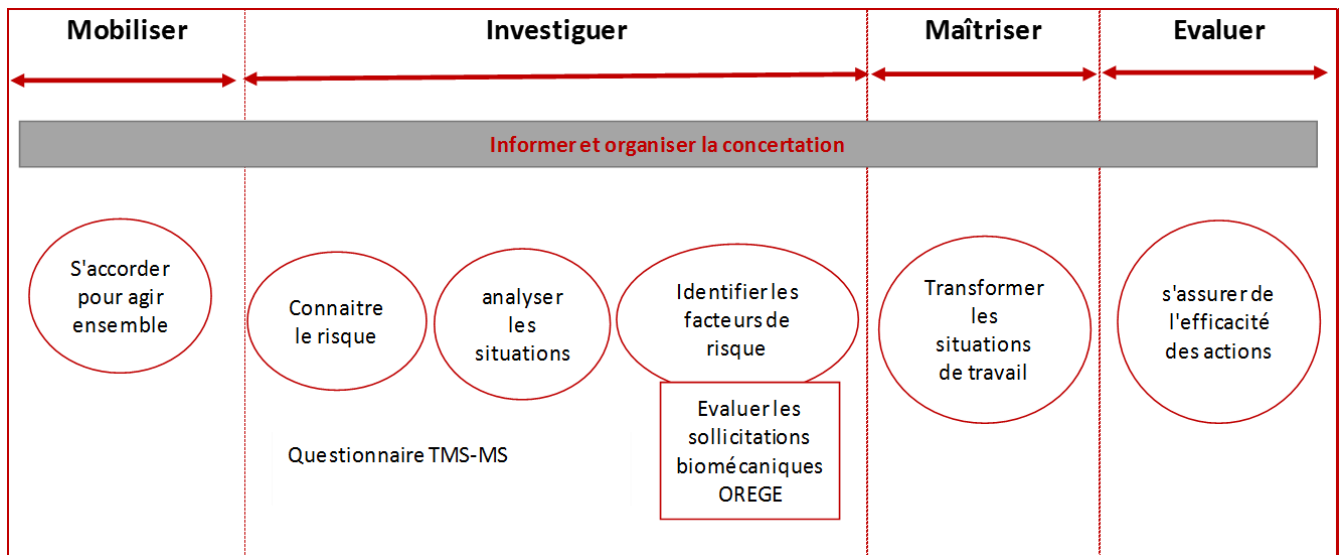 Mobiliser
Investiguer
Maîtriser
Evaluer
Informer et organiser la concertation
S'accorder
pour agir
ensemble
Connaitre
le risque
analyser
les
situations
Identifier les
facteurs de
risque
Evaluer les
sollicitations
biomécaniques
OREGE
Questionnaire TMS-MS
Transformer
les
situations
de travail
s'assurer de
l'efficacité
des actions